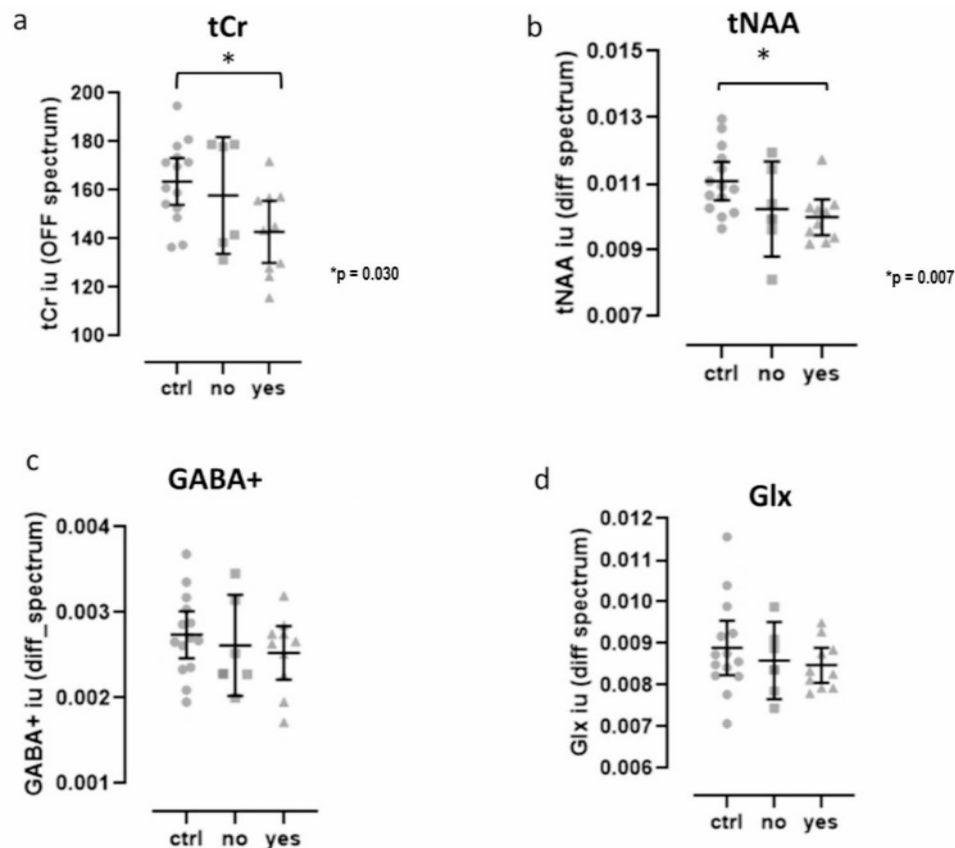 a
tCr
*
tCr iu (OFF spectrum)
200
180
160
140
120
100
ctrl no yes
*p = 0.030
b
tNAA
*
tNAA iu (diff spectrum)
0.015
0.013
0.011
0.009
0.007
ctrl no yes
*p = 0.007
c
GABA+
GABA+ iu (diff_spectrum)
0.004
0.003
0.002
0.001
ctrl no yes
d
Glx
Glx iu (diff spectrum)
0.012
0.011
0.010
0.009
0.008
0.007
0.006
ctrl no yes